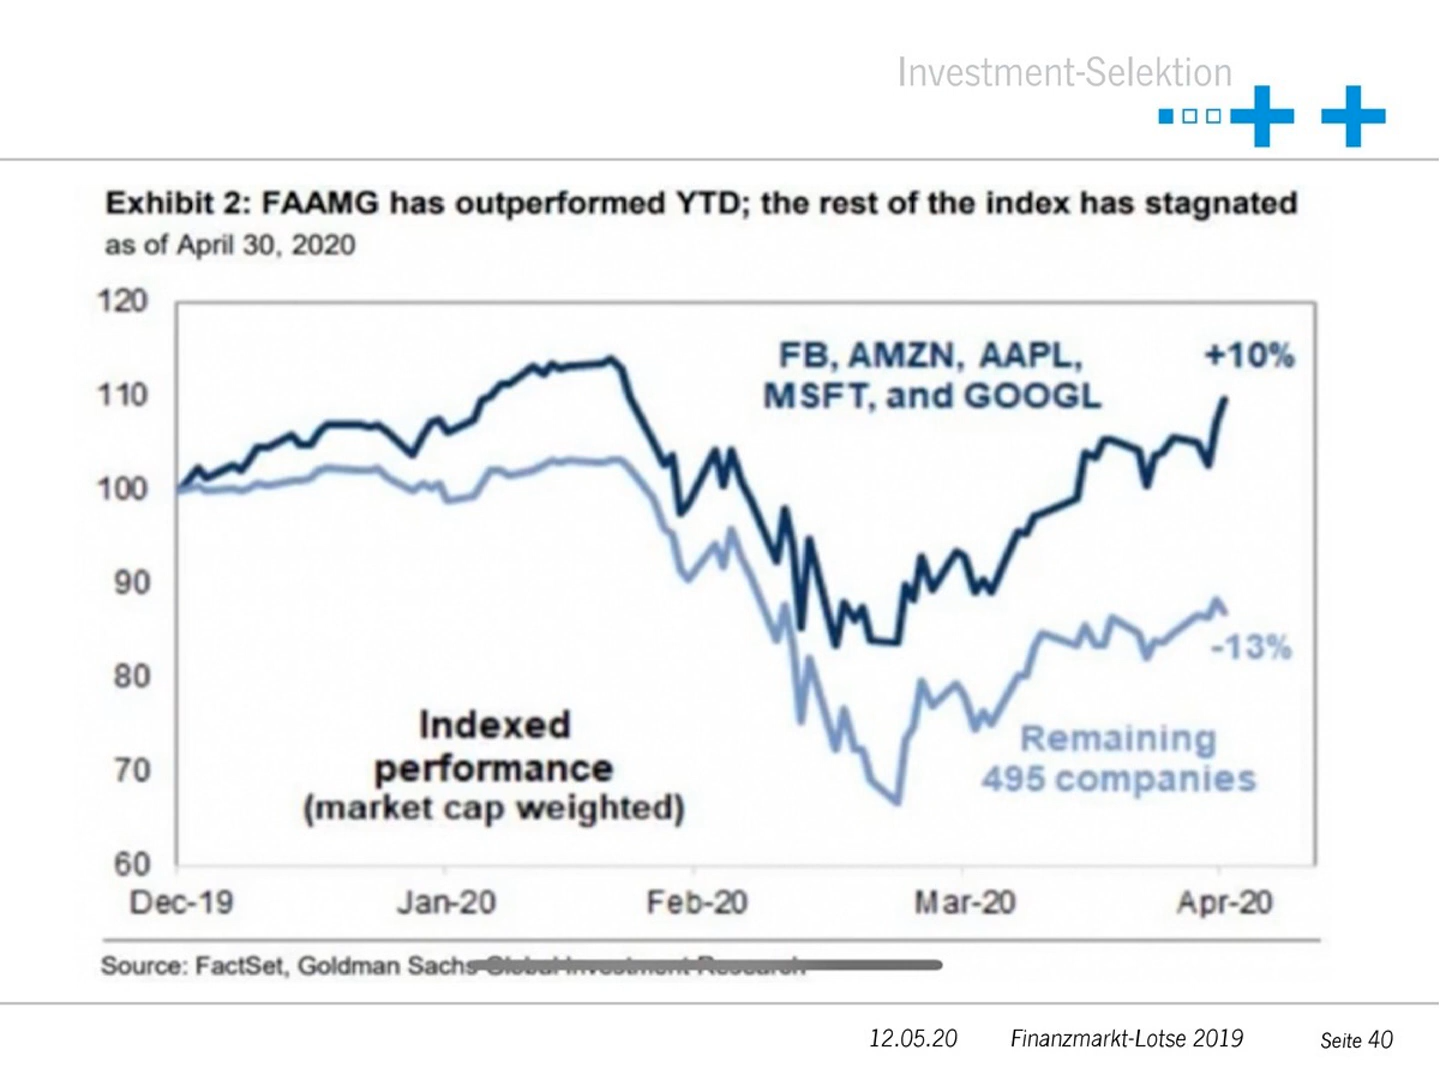 Investment-Selektion
Exhibit 2: FAAMG has outperformed YTD; the rest of the index has stagnated
as of April 30, 2020
120
110
100
90
80
70
60
FB, AMZN, AAPL,
MSFT, and GOOGL
+10%
-13%
Remaining
495 companies
Indexed
performance
(market cap weighted)
Dec-19 Jan-20 Feb-20 Mar-20 Apr-20
Source: FactSet, Goldman Sachs Global Investment Research
12.05.20 Finanzmarkt-Lotse 2019 Seite 40